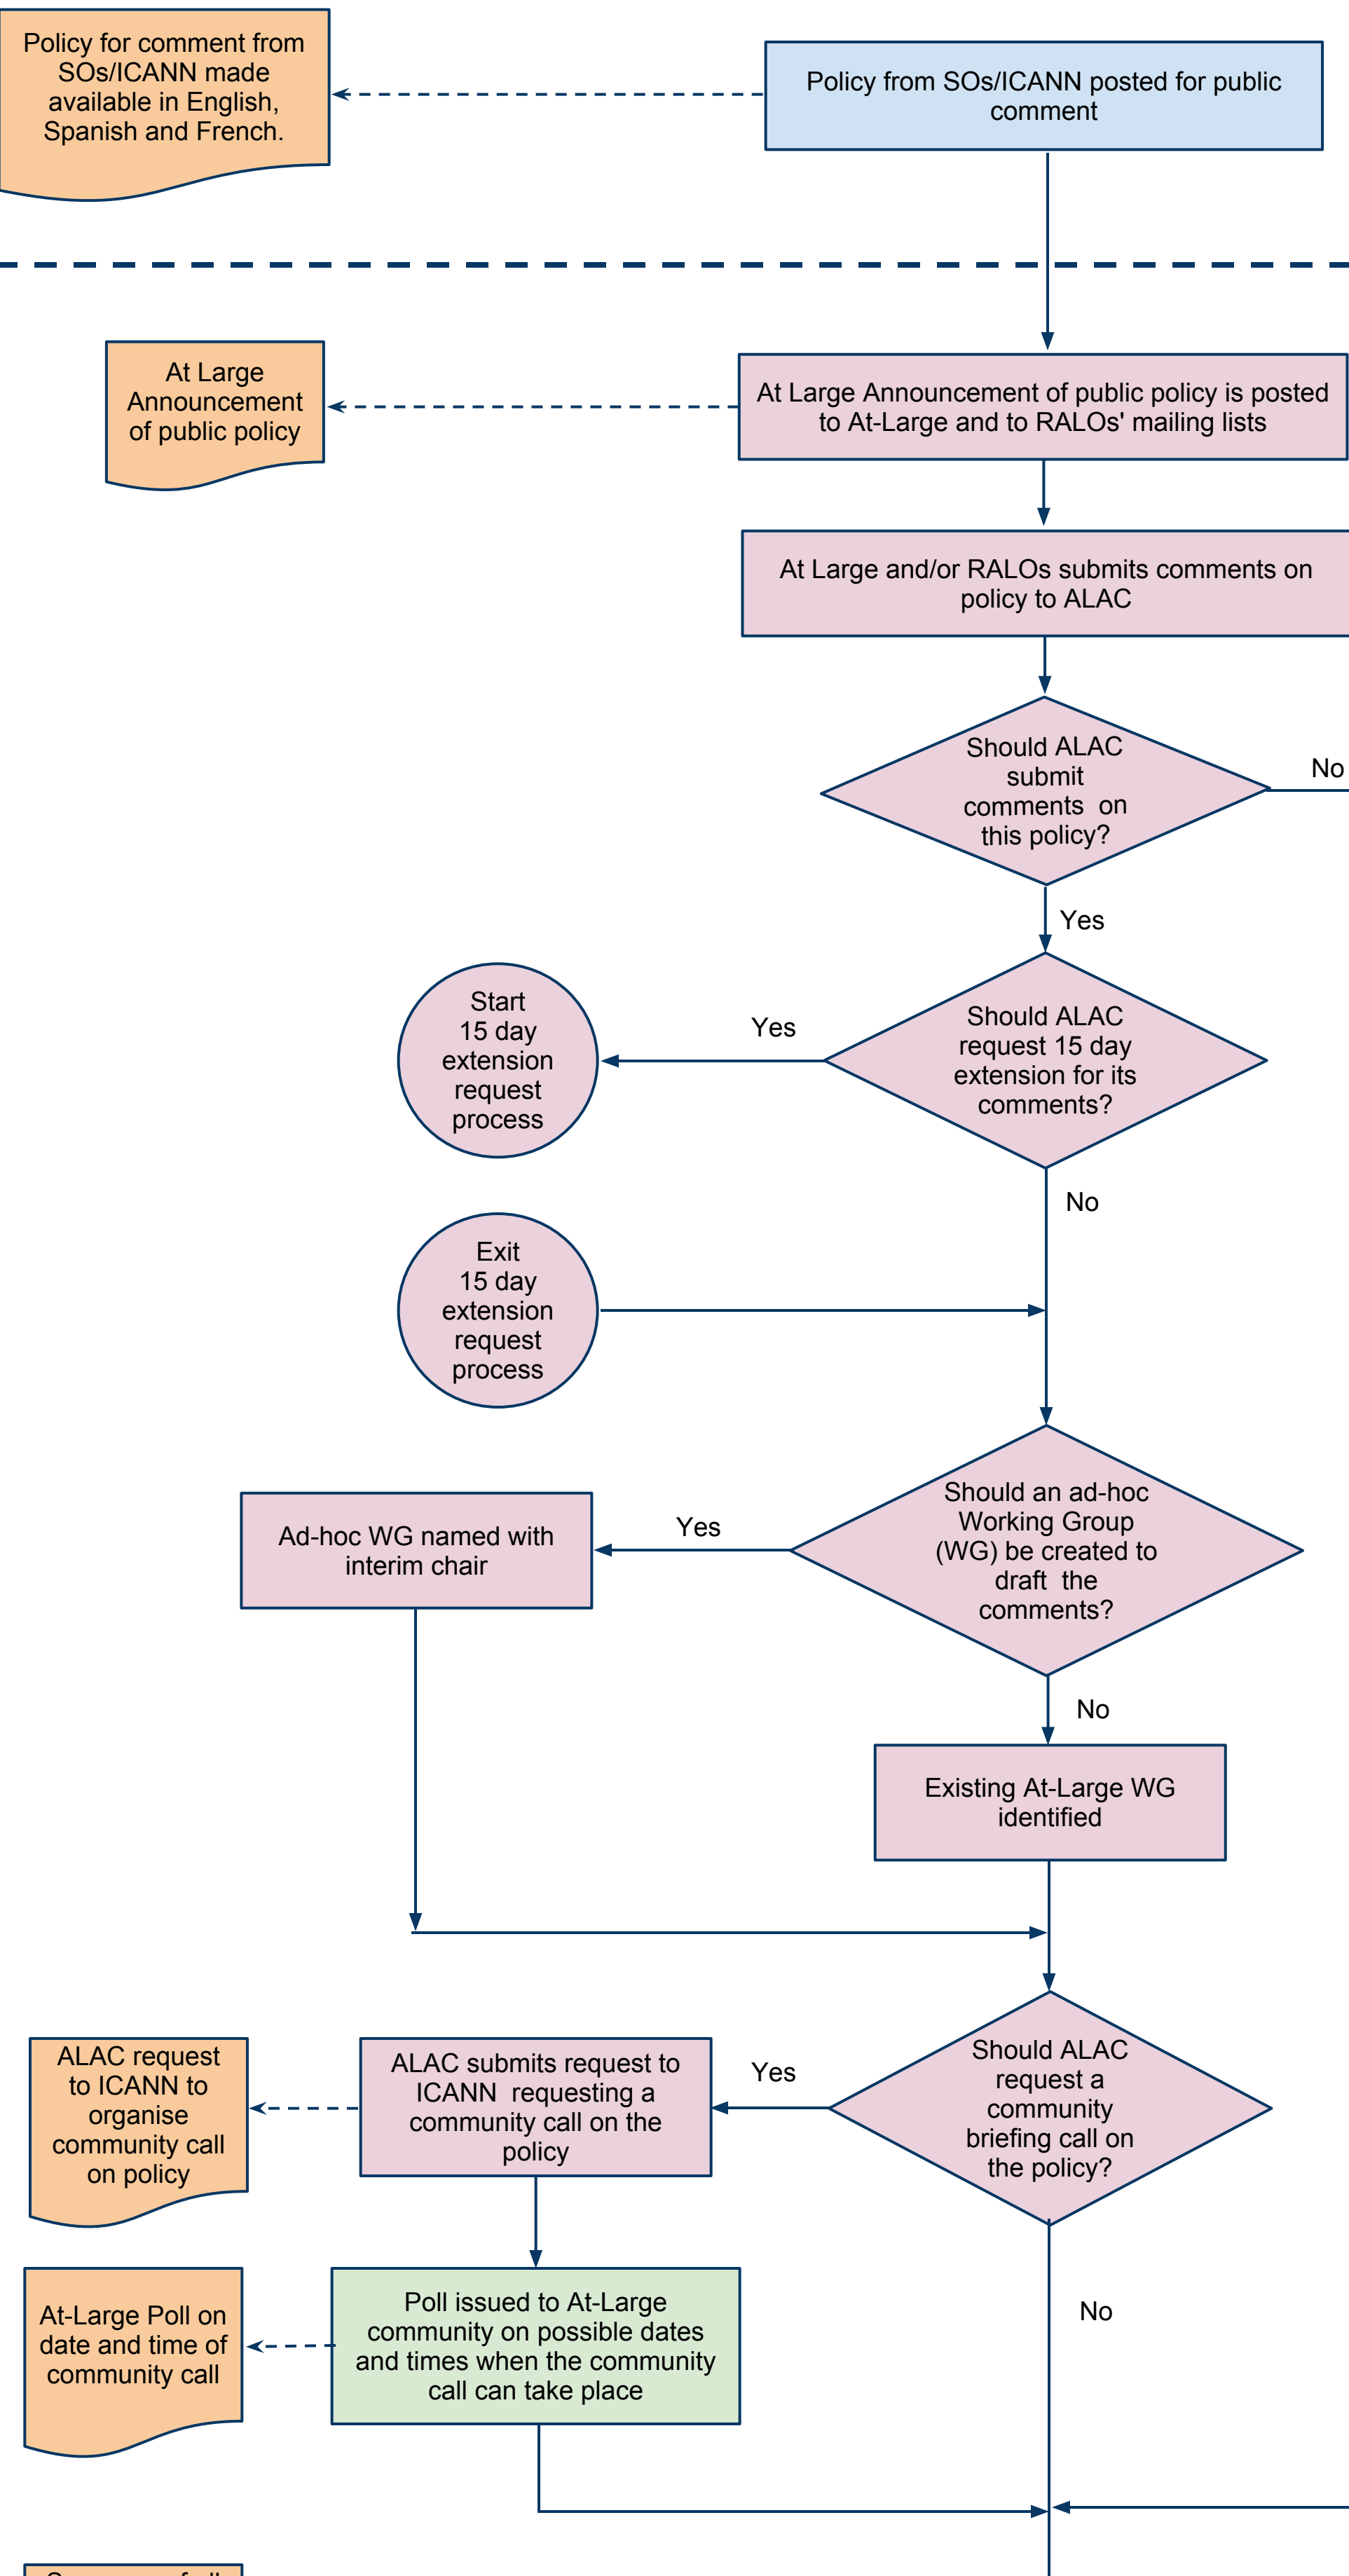 Policy for comment from
SOs/ICANN made
available in English,
Spanish and French.
Policy from SOs/ICANN posted for public
comment
At Large
Announcement
of public policy
At Large Announcement of public policy is posted
to At-Large and to RALOs' mailing lists
At Large and/or RALOs submits comments on
policy to ALAC
Should ALAC
submit
comments on
this policy?
No
Yes
Should ALAC
request 15 day
extension for its
comments?
Yes
Start
15 day
extension
request
process
No
Exit
15 day
extension
request
process
Should an ad-hoc
Working Group
(WG) be created to
draft the
comments?
Yes
Ad-hoc WG named with
interim chair
No
Existing At-Large WG
identified
Should ALAC
request a
community
briefing call on
the policy?
Yes
ALAC submits request to
ICANN requesting a
community call on the
policy
ALAC request
to ICANN to
organise
community call
on policy
No
Poll issued to At-Large
community on possible dates
and times when the community
call can take place
At-Large Poll on
date and time of
community call